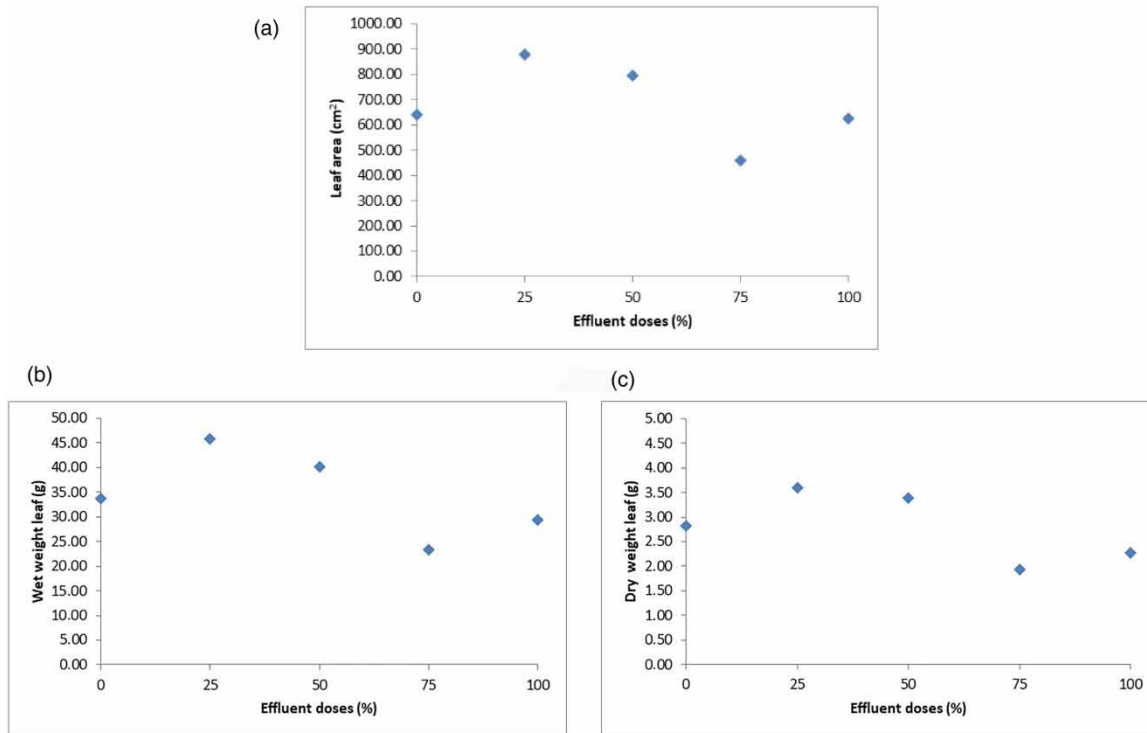 (a)
Leaf area (cm²)
1000.00
900.00
800.00
700.00
600.00
500.00
400.00
300.00
200.00
100.00
0.00
0 25 50 75 100
Effluent doses (%)
(b)
Wet weight leaf (g)
50.00
45.00
40.00
35.00
30.00
25.00
20.00
15.00
10.00
5.00
0.00
0 25 50 75 100
Effluent doses (%)
(c)
Dry weight leaf (g)
5.00
4.50
4.00
3.50
3.00
2.50
2.00
1.50
1.00
0.50
0.00
0 25 50 75 100
Effluent doses (%)